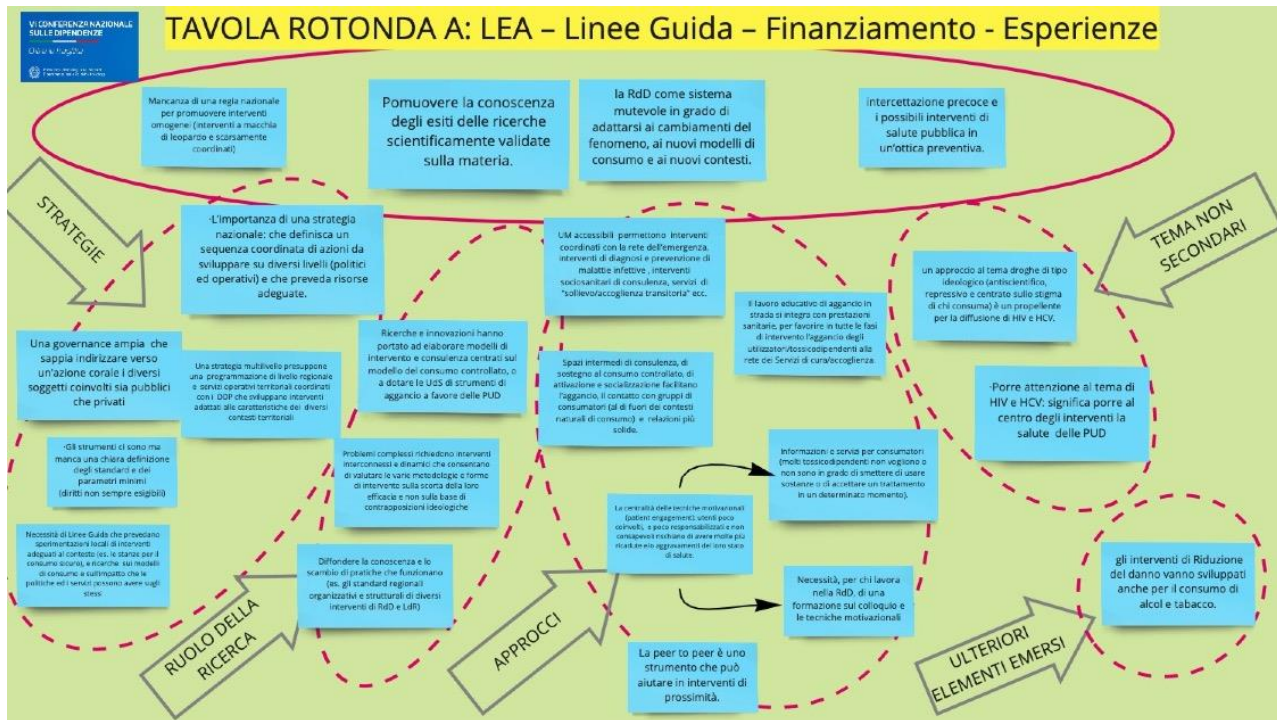 VI CONFERENZA NAZIONALE
SULLE DIPENDENZE
TAVOLA ROTONDA A: LEA – Linee Guida – Finanziamento - Esperienze
Mancanza di una regia nazionale
per promuovere interventi
omogenei (interventi a macchia
di leopardo e scarsamente
coordinati)
Pomuovere la conoscenza
degli esiti delle ricerche
scientificamente validate
sulla materia.
la RdD come sistema
mutevole in grado di
adattarsi ai cambiamenti del
fenomeno, ai nuovi modelli di
consumo e ai nuovi contesti.
intercettazione precoce e
i possibili interventi di
salute pubblica in
un'ottica preventiva.
STRATEGIE
·L'importanza di una strategia
nazionale: che definisca un
sequenza coordinata di azioni da
sviluppare su diversi livelli (politici
ed operativi) e che preveda risorse
adeguate.
Una governance ampia che
sappia indirizzare verso
un'azione corale i diversi
soggetti coinvolti sia pubblici
che privati
Una strategia multilivello presuppone
una programmazione di livello regionale
e servizi operativi territoriali coordinati
con i DDP che sviluppano interventi
adattati alle caratteristiche dei diversi
contesti territoriali
·Gli strumenti ci sono ma
manca una chiara definizione
degli standard e dei
parametri minimi
(diritti non sempre esigibili)
Necessità di Linee Guida che prevedano
sperimentazioni locali di interventi
adeguati al contesto (es. le stanze per il
consumo sicuro), e ricerche sui modelli
di consumo e sull'impatto che le
politiche ed i servizi possono avere sugli
stessi
RUOLO DELLA
RICERCA
Ricerche e innovazioni hanno
portato ad elaborare modelli di
intervento e consulenza centrati sul
modello del consumo controllato, o
a dotare le UdS di strumenti di
aggancio a favore delle PUD
Problemi complessi richiedono interventi
interconnessi e dinamici che consentano
di valutare le varie metodologie e forme
di intervento sulla scorta della loro
efficacia e non sulla base di
contrapposizioni ideologiche
Diffondere la conoscenza e lo
scambio di pratiche che funzionano
(es. gli standard regionali
organizzativi e strutturali di diversi
interventi di RdD e LdR)
APPROCCI
UM accessibili permettono interventi
coordinati con la rete dell'emergenza,
interventi di diagnosi e prevenzione di
malattie infettive , interventi
sociosanitari di consulenza, servizi di
"sollievo/accoglienza transitoria" ecc.
Il lavoro educativo di aggancio in
strada si integra con prestazioni
sanitarie, per favorire in tutte le fasi
di intervento l'aggancio degli
utilizzatori/tossicodipendenti alla
rete dei Servizi di cura/accoglienza.
Spazi intermedi di consulenza, di
sostegno al consumo controllato, di
attivazione e socializzazione facilitano
l'aggancio, il contatto con gruppi di
consumatori (al di fuori dei contesti
naturali di consumo) e relazioni più
solide.
La centralità delle tecniche motivazionali
(patient engagement): utenti poco
coinvolti, e poco responsabilizzati e non
consapevoli rischiano di avere molte più
ricadute e/o aggravamenti del loro stato
di salute.
Informazioni e servizi per consumatori
(molti tossicodipendenti non vogliono o
non sono in grado di smettere di usare
sostanze o di accettare un trattamento
in un determinato momento).
Necessità, per chi lavora
nella RdD, di una
formazione sul colloquio e
le tecniche motivazionali
La peer to peer è uno
strumento che può
aiutare in interventi di
prossimità.
TEMA NON
SECONDARI
un approccio al tema droghe di tipo
ideologico (antiscientifico,
repressivo e centrato sullo stigma
di chi consuma) è un propellente
per la diffusione di HIV e HCV.
·Porre attenzione al tema di
HIV e HCV: significa porre al
centro degli interventi la
salute delle PUD
ULTERIORI
ELEMENTI EMERSI
gli interventi di Riduzione
del danno vanno sviluppati
anche per il consumo di
alcol e tabacco.